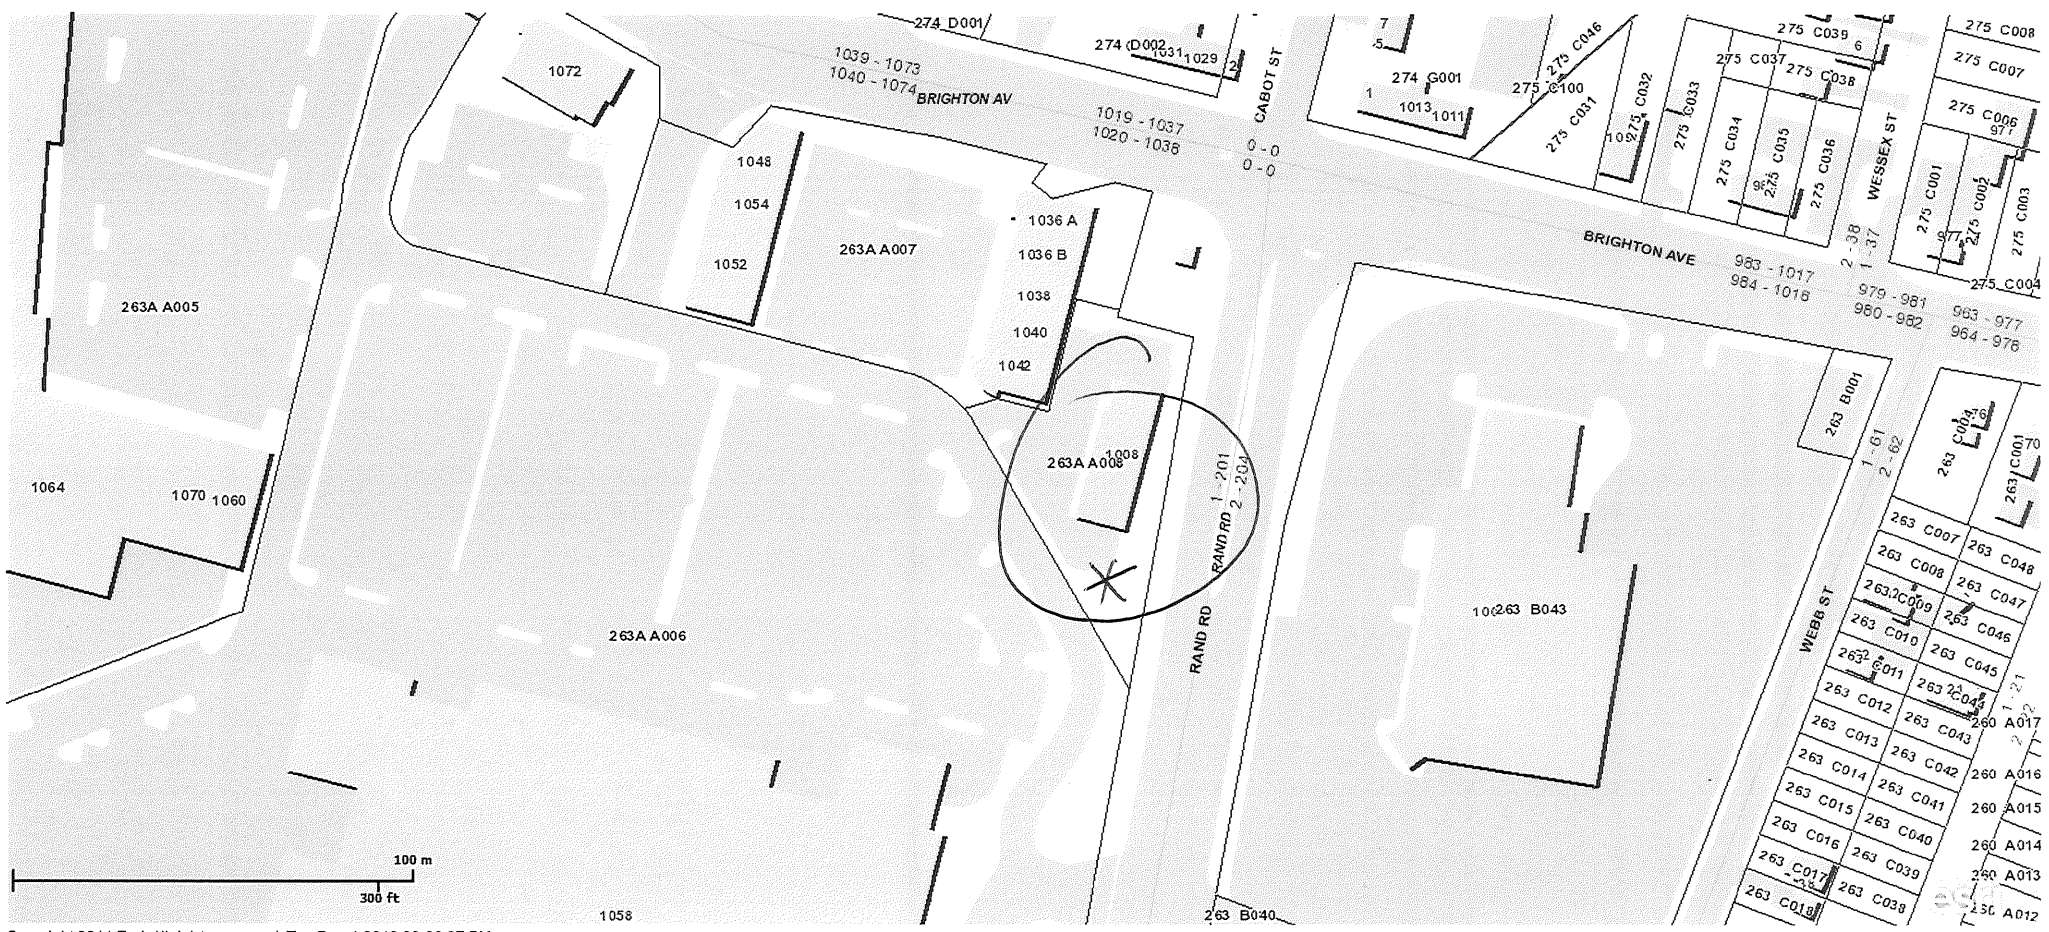 274 D001
274 D002
1031
1029
2
1039 - 1073
1040 - 1074
BRIGHTON AV
1019 - 1037
1020 - 1038
CABOT ST
0 - 0
0 - 0
7
5
274 G001
1
1013
1011
275 C046
275 C100
275 C031
275 C032
275 C033
275 C034
275 C035
275 C036
275 C037
275 C038
275 C039
6
WESSEX ST
275 C008
275 C007
275 C006
977
275 C001
275 C002
275 C003
977
275 C004
2 - 38
1 - 37
BRIGHTON AVE
983 - 1017
984 - 1018
979 - 981
980 - 982
963 - 977
964 - 978
1072
1048
1054
1052
263A A007
1036 A
1036 B
1038
1040
1042
263A A005
1064
1070
1060
263A A008
1008
1 - 201
2 - 204
RAND RD
RAND RD
263A A006
263 B043
263 B001
1 - 61
2 - 62
WEBB ST
263 C004
263 C001
70
263 C007
263 C048
263 C008
263 C047
263 C009
263 C046
263 C010
263 C045
263 C011
263 C044
263 C012
263 C043
263 C013
263 C042
263 C014
263 C041
263 C015
263 C040
263 C016
263 C039
263 C017
263 C038
263 C018
1 - 21
260 A017
260 A016
260 A015
260 A014
260 A013
260 A012
100 m
300 ft
1058
263 B040
esri